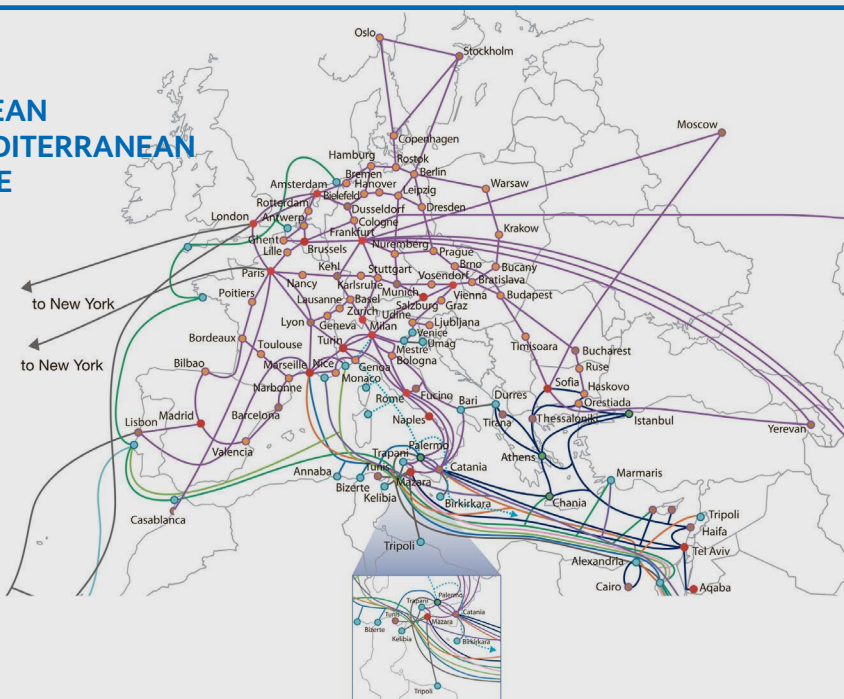 EAN
DITERRANEAN
E
Oslo
Stockholm
Moscow
Copenhagen
Hamburg
Rostok
Bremen
Berlin
Amsterdam
Hanover
Warsaw
Rotterdam
Bielefeld
Leipzig
London
Antwerp
Dusseldorf
Dresden
Cologne
Ghent
Frankfurt
Krakow
Lille
Brussels
Nuremberg
Prague
Paris
Kehl
Stuttgart
Brno
Bucany
to New York
Nancy
Karlsruhe
Vosendorf
Bratislava
Poitiers
Munich
Vienna
Budapest
Lausanne
Basel
Salzburg
Graz
Zurich
Udine
Lyon
Geneva
Milan
Ljubljana
Bordeaux
Toulouse
Turin
Venice
Umag
Timisoara
Bucharest
to New York
Mestre
Bilbao
Marseille
Nice
Genoa
Bologna
Ruse
Narbonne
Monaco
Sofia
Haskovo
Rome
Fucino
Bari
Durres
Orestiada
Lisbon
Madrid
Barcelona
Naples
Tirana
Thessaloniki
Istanbul
Yerevan
Valencia
Palermo
Athens
Trapani
Annaba
Tunis
Catania
Marmaris
Bizerte
Mazara
Kelibia
Birkirkara
Chania
Casablanca
Tripoli
Haifa
Tripoli
Tel Aviv
Alexandria
Cairo
Aqaba
Palermo
Trapani
Catania
Tunis
Mazara
Bizerte
Kelibia
Birkirkara
Tripoli